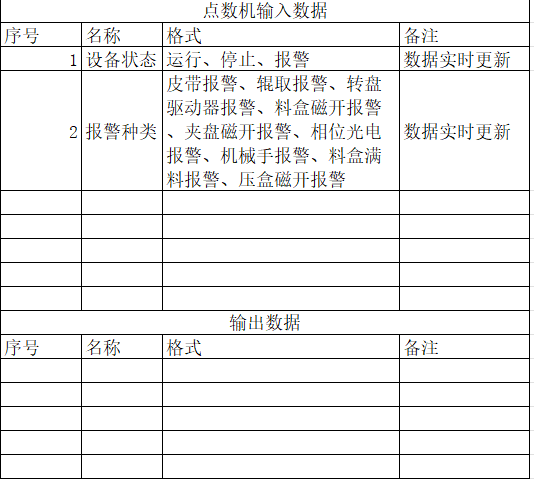 点数机输入数据
序号 名称 格式 备注
1 设备状态 运行、停止、报警 数据实时更新
皮带报警、辊取报警、转盘
驱动器报警、料盒磁开报警
2 报警种类 、夹盘磁开报警、相位光电 数据实时更新
报警、机械手报警、料盒满
料报警、压盒磁开报警
输出数据
序号 名称 格式 备注